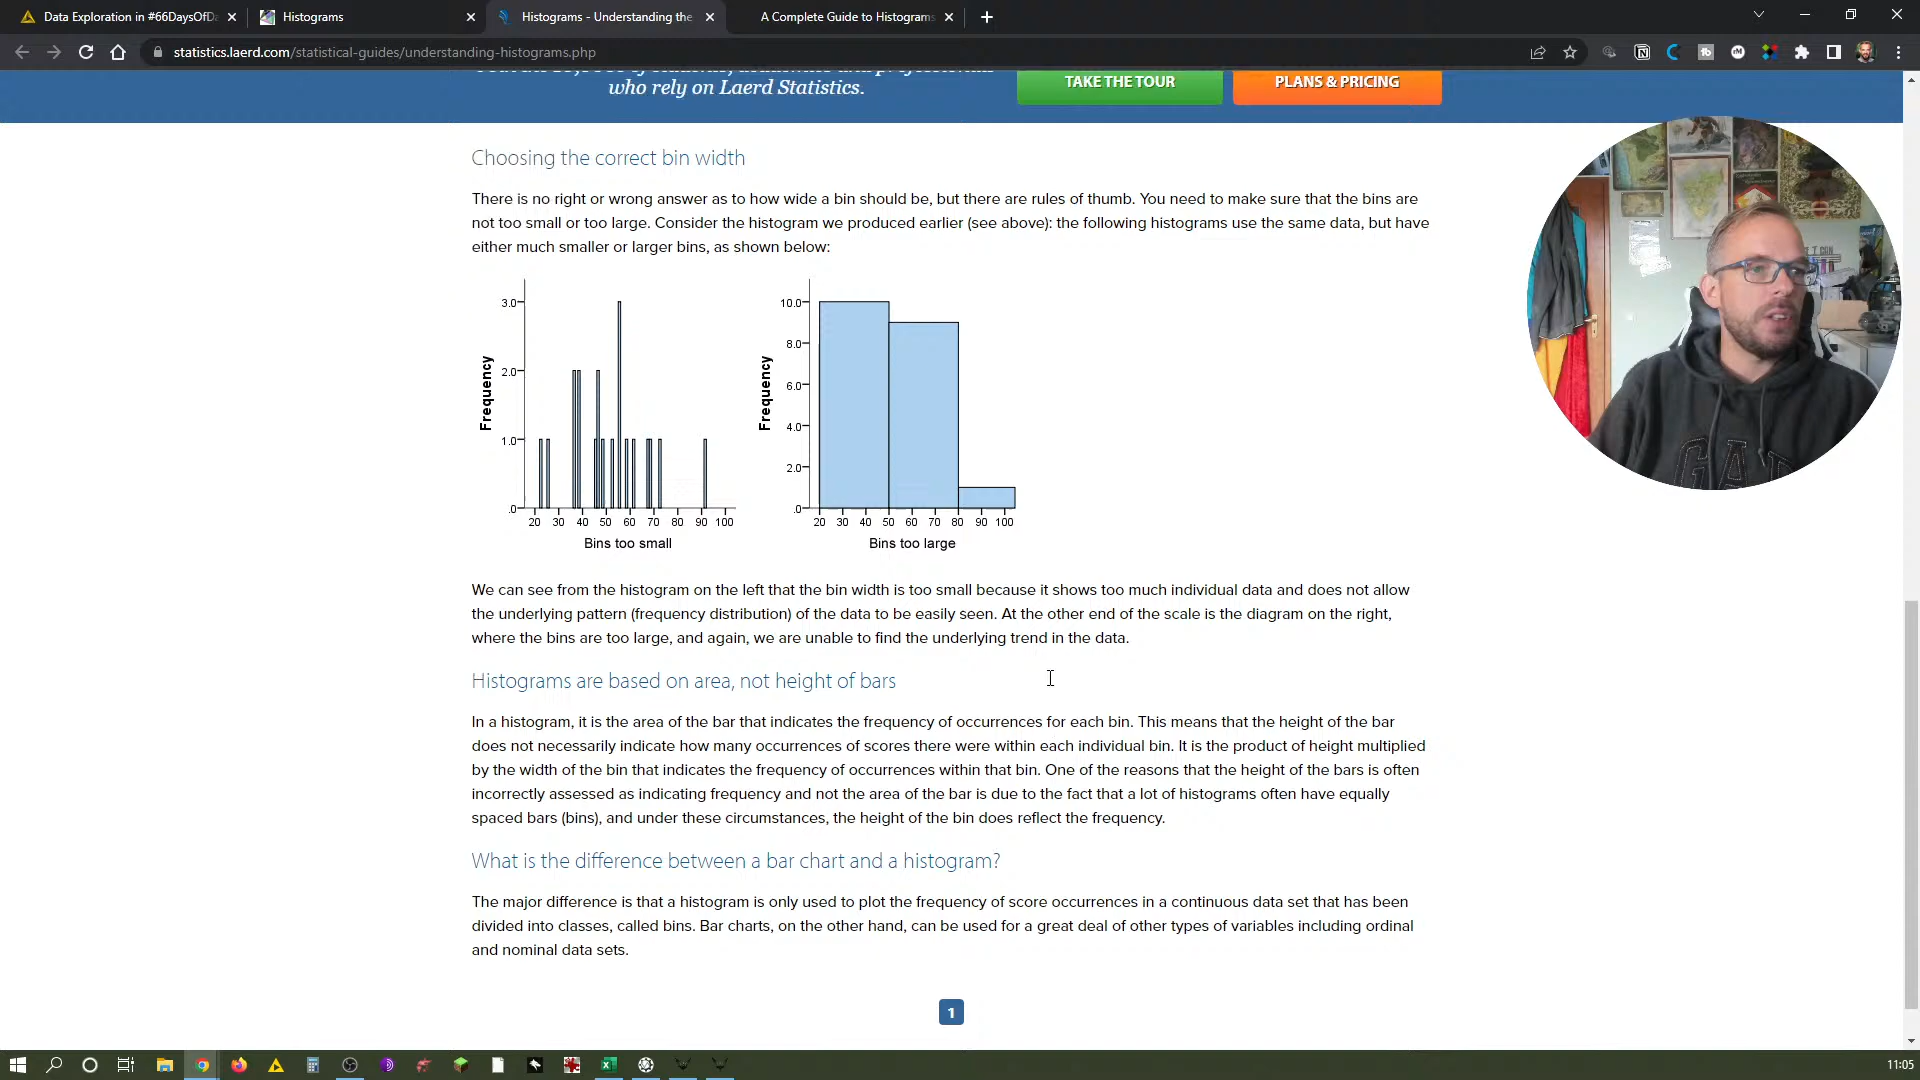 Data Exploration in #66DaysOfDa
Histograms
Histograms - Understanding the
A Complete Guide to Histograms
statistics.laerd.com/statistical-guides/understanding-histograms.php
who rely on Laerd Statistics.
TAKE THE TOUR
PLANS & PRICING
Choosing the correct bin width
There is no right or wrong answer as to how wide a bin should be, but there are rules of thumb. You need to make sure that the bins are
not too small or too large. Consider the histogram we produced earlier (see above): the following histograms use the same data, but have
either much smaller or larger bins, as shown below:
3.0
2.0
1.0
.0
Frequency
20 30 40 50 60 70 80 90 100
Bins too small
10.0
8.0
6.0
4.0
2.0
.0
Frequency
20 30 40 50 60 70 80 90 100
Bins too large
We can see from the histogram on the left that the bin width is too small because it shows too much individual data and does not allow
the underlying pattern (frequency distribution) of the data to be easily seen. At the other end of the scale is the diagram on the right,
where the bins are too large, and again, we are unable to find the underlying trend in the data.
Histograms are based on area, not height of bars
In a histogram, it is the area of the bar that indicates the frequency of occurrences for each bin. This means that the height of the bar
does not necessarily indicate how many occurrences of scores there were within each individual bin. It is the product of height multiplied
by the width of the bin that indicates the frequency of occurrences within that bin. One of the reasons that the height of the bars is often
incorrectly assessed as indicating frequency and not the area of the bar is due to the fact that a lot of histograms often have equally
spaced bars (bins), and under these circumstances, the height of the bin does reflect the frequency.
What is the difference between a bar chart and a histogram?
The major difference is that a histogram is only used to plot the frequency of score occurrences in a continuous data set that has been
divided into classes, called bins. Bar charts, on the other hand, can be used for a great deal of other types of variables including ordinal
and nominal data sets.
1
11:05